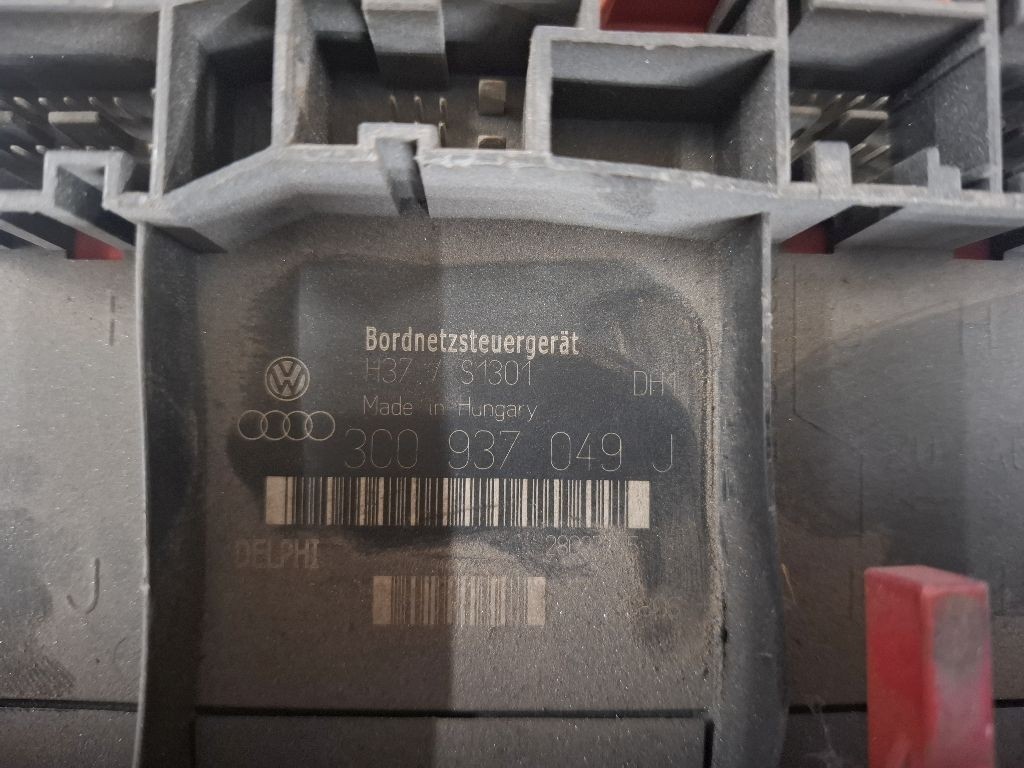 Bordnetzsteuergerät
H37 / S1301 DH1
Made in Hungary
3C0 937 049 J
DELPHI
J